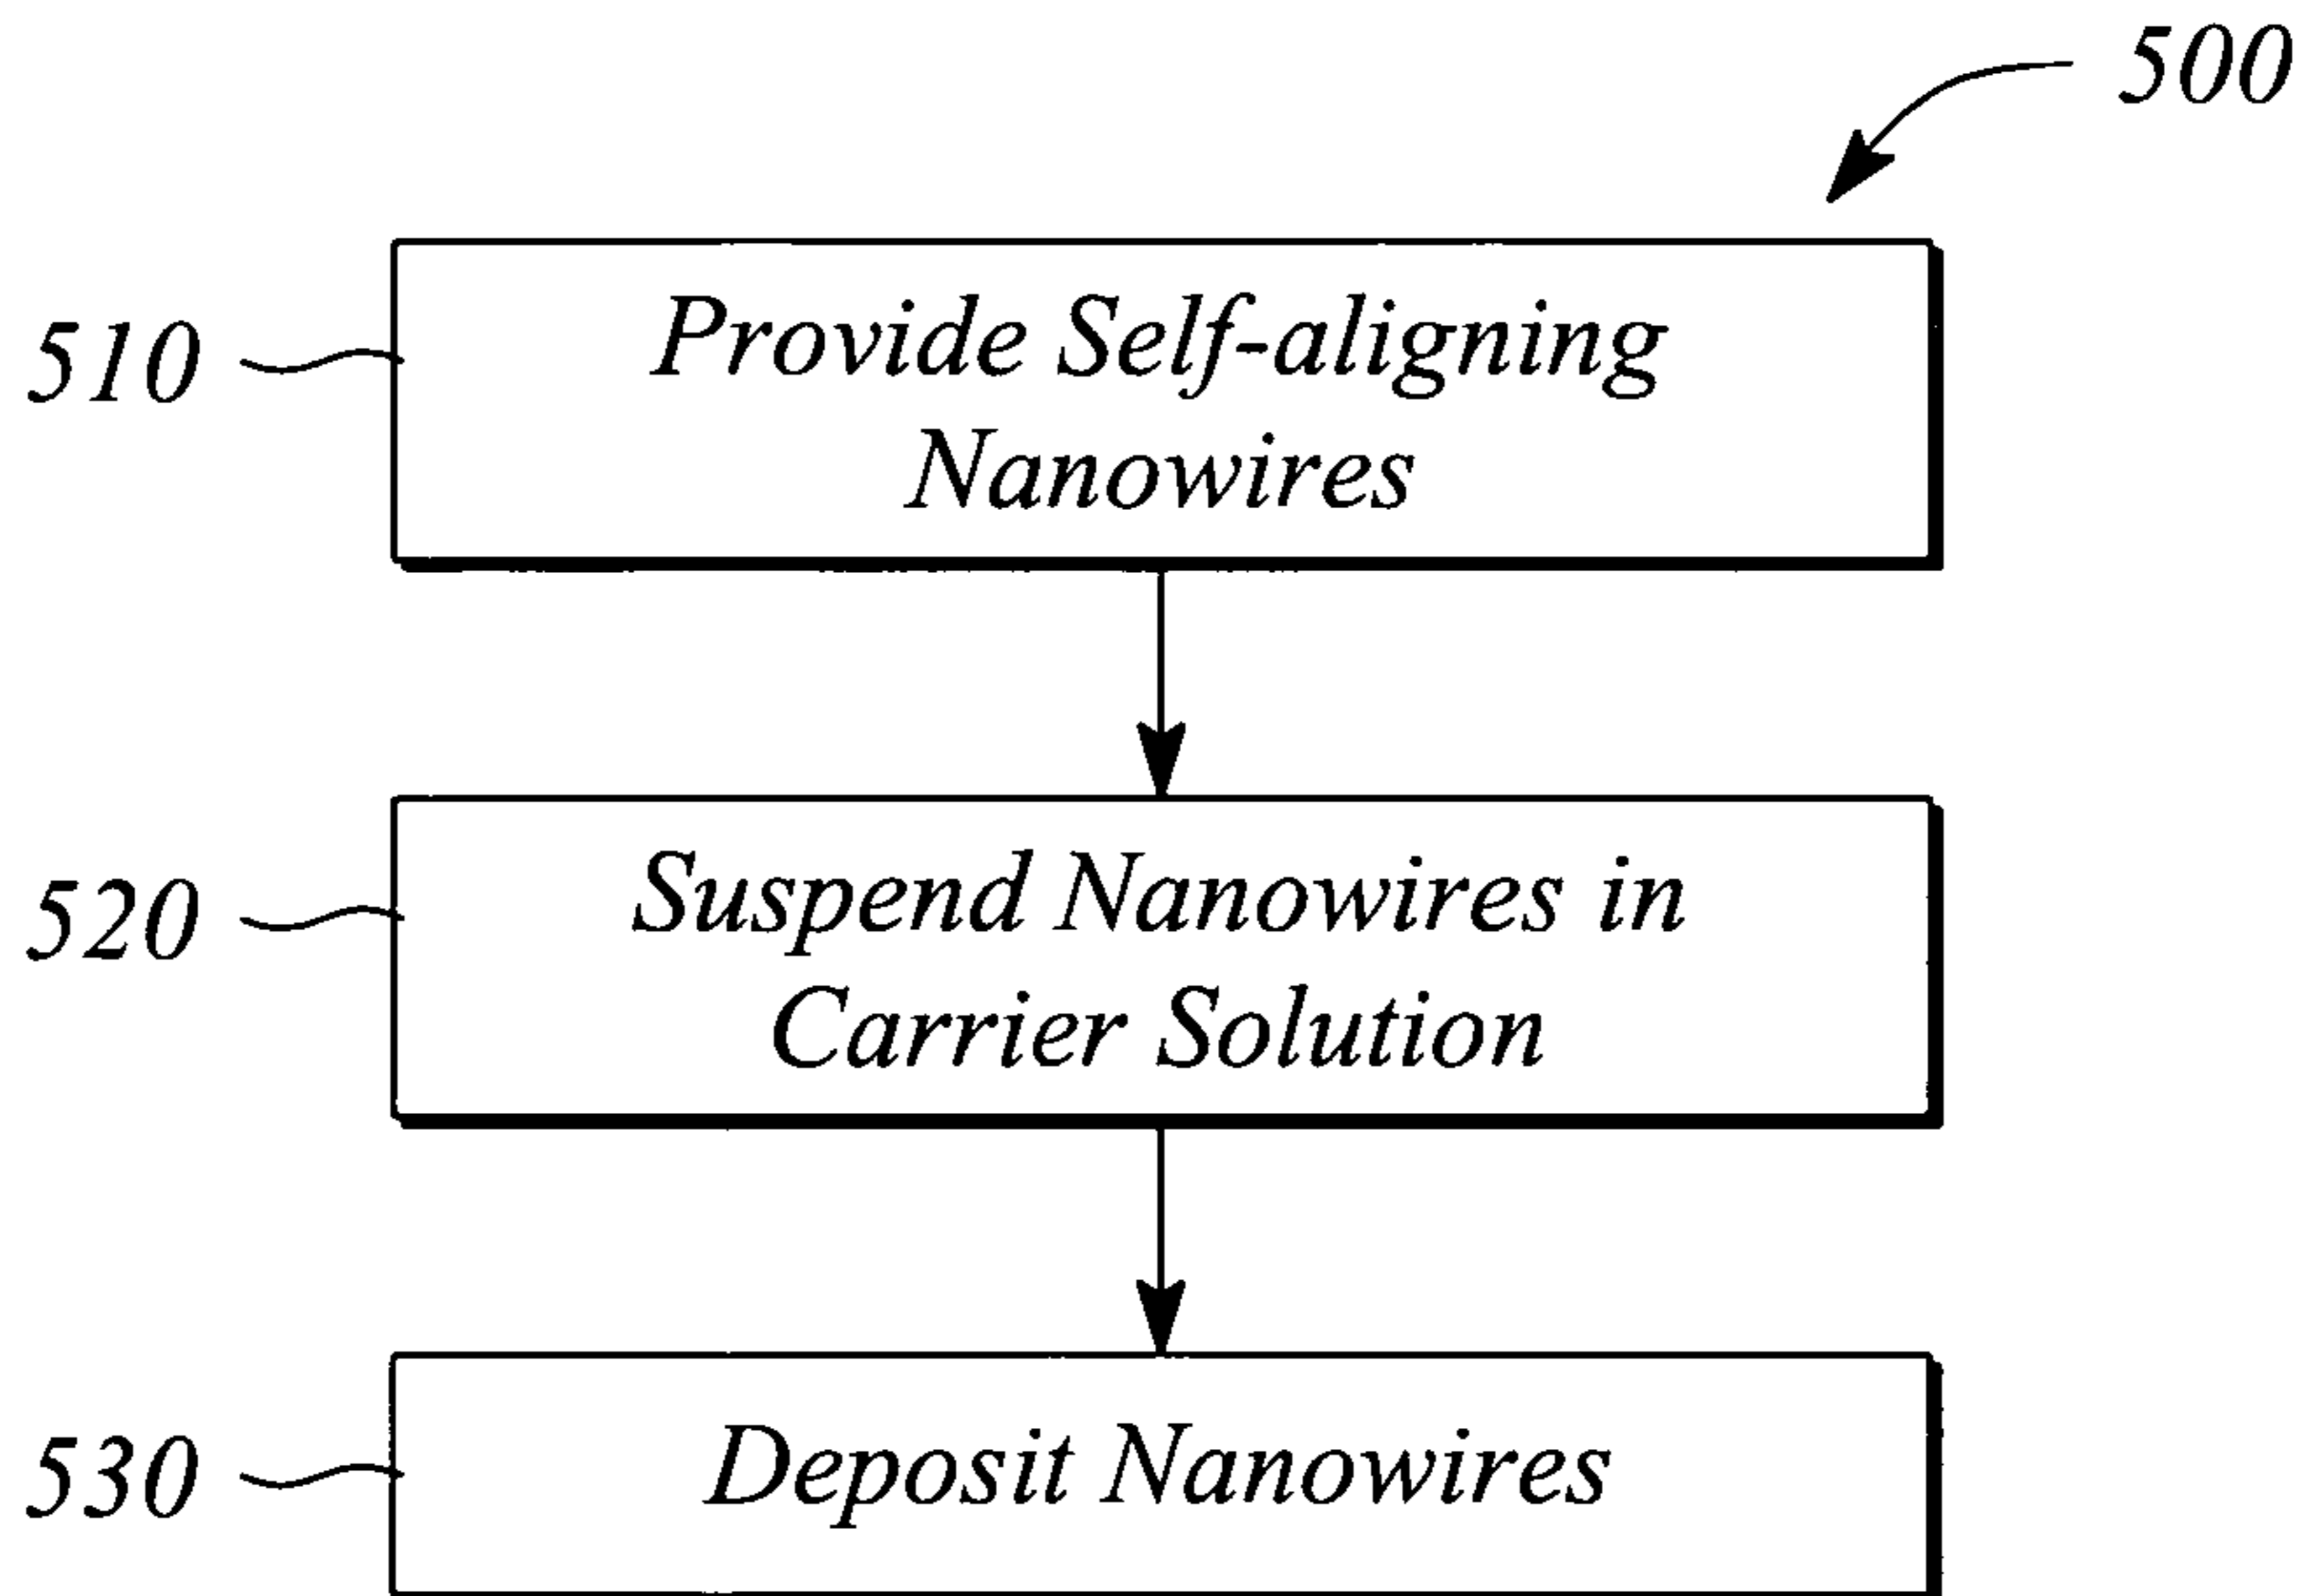 500
510
Provide Self-aligning
Nanowires
520
Suspend Nanowires in
Carrier Solution
530
Deposit Nanowires